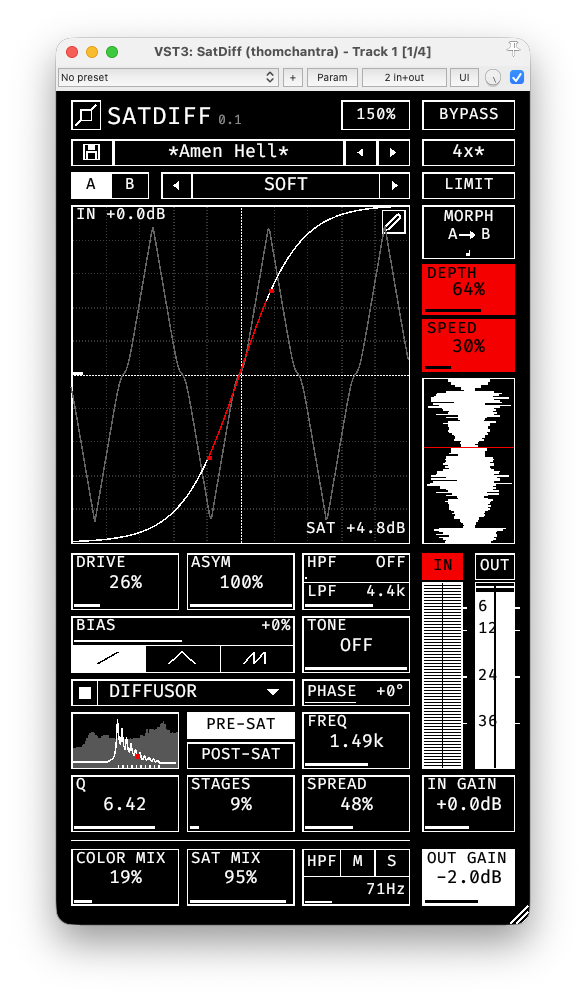 VST3: SatDiff (thomchantra) - Track 1 [1/4]
No preset + Param 2 in+out UI
SATDIFF 0.1 150% BYPASS
*Amen Hell* 4x*
A B SOFT LIMIT
IN +0.0dB
MORPH
A→ B
DEPTH
64%
SPEED
30%
SAT +4.8dB
DRIVE
26%
ASYM
100%
HPF OFF
LPF 4.4k
IN OUT
BIAS +0%
TONE
OFF
6
12
24
36
DIFFUSOR
PHASE +0°
PRE-SAT
POST-SAT
FREQ
1.49k
Q
6.42
STAGES
9%
SPREAD
48%
IN GAIN
+0.0dB
COLOR MIX
19%
SAT MIX
95%
HPF M S
71Hz
OUT GAIN
-2.0dB